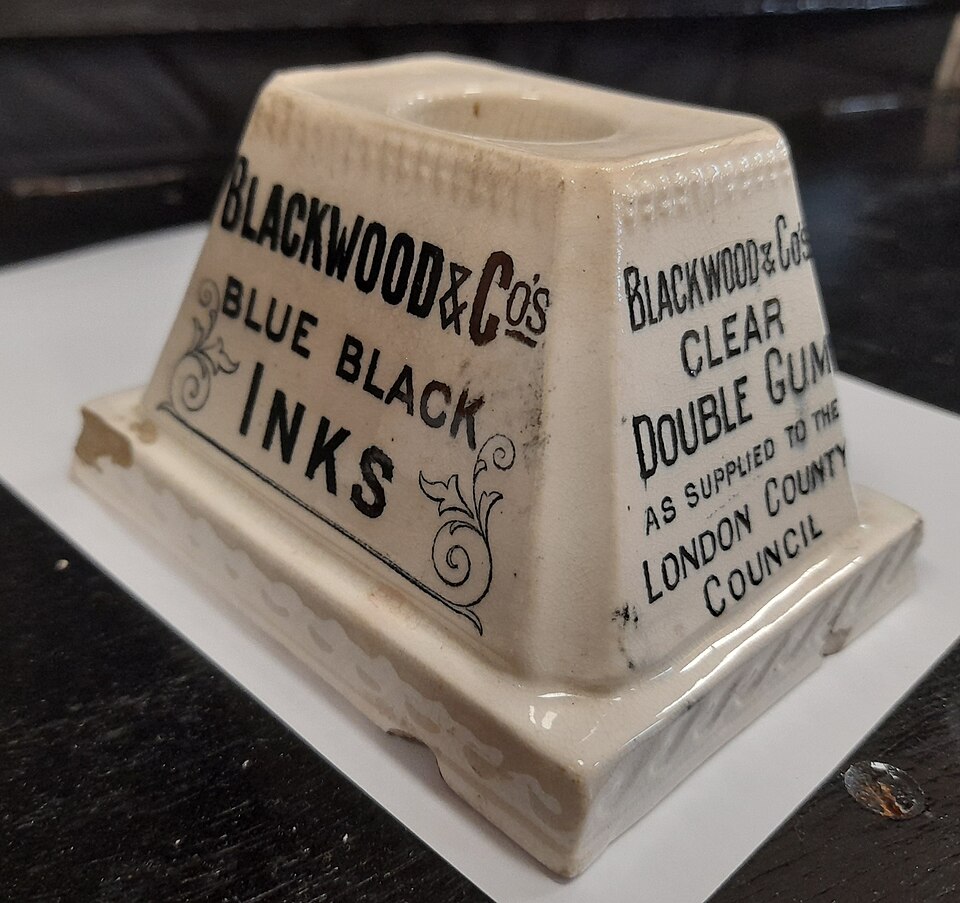 BLACKWOOD & Co's
BLUE BLACK
INKS
BLACKWOOD & Co's
CLEAR
DOUBLE GUM
AS SUPPLIED TO THE
LONDON COUNTY
COUNCIL